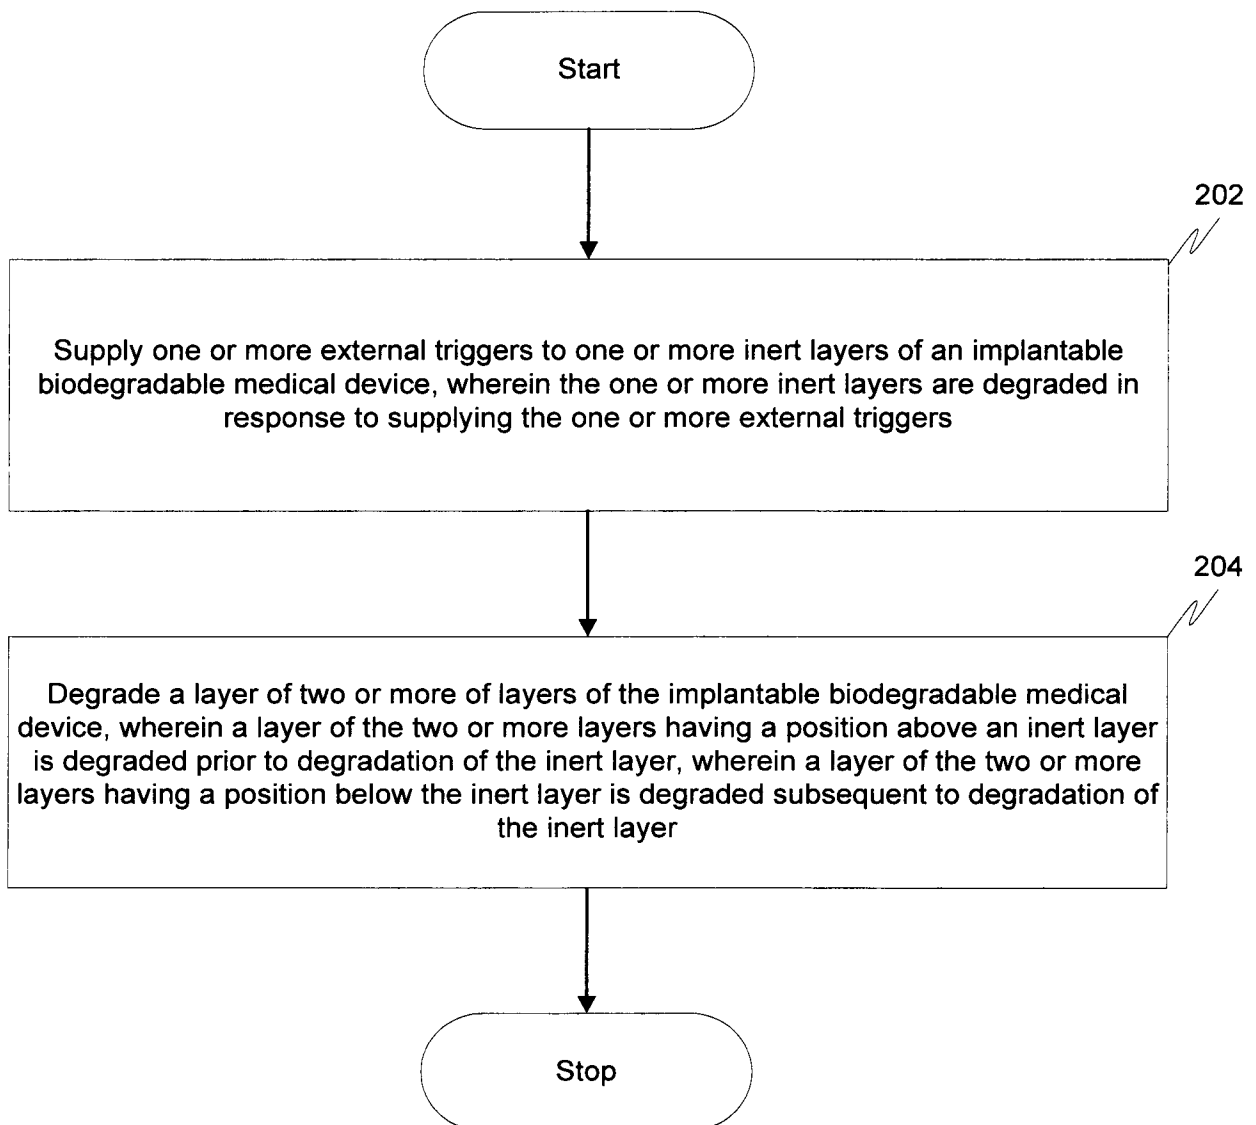 Start
202
Supply one or more external triggers to one or more inert layers of an implantable
biodegradable medical device, wherein the one or more inert layers are degraded in
response to supplying the one or more external triggers
204
Degrade a layer of two or more of layers of the implantable biodegradable medical
device, wherein a layer of the two or more layers having a position above an inert layer
is degraded prior to degradation of the inert layer, wherein a layer of the two or more
layers having a position below the inert layer is degraded subsequent to degradation of
the inert layer
Stop